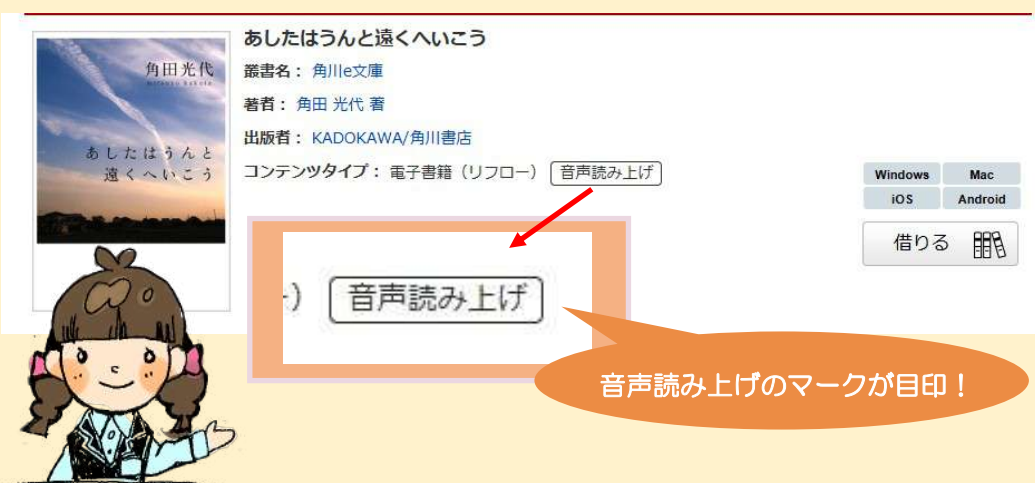 あしたはうんと遠くへいこう
叢書名： 角川e文庫
著者： 角田 光代 著
出版者： KADOKAWA/角川書店
コンテンツタイプ： 電子書籍（リフロー） 音声読み上げ
角田光代
あしたはうんと
遠くへいこう
Windows Mac
iOS Android
借りる
-） 音声読み上げ
音声読み上げのマークが目印！